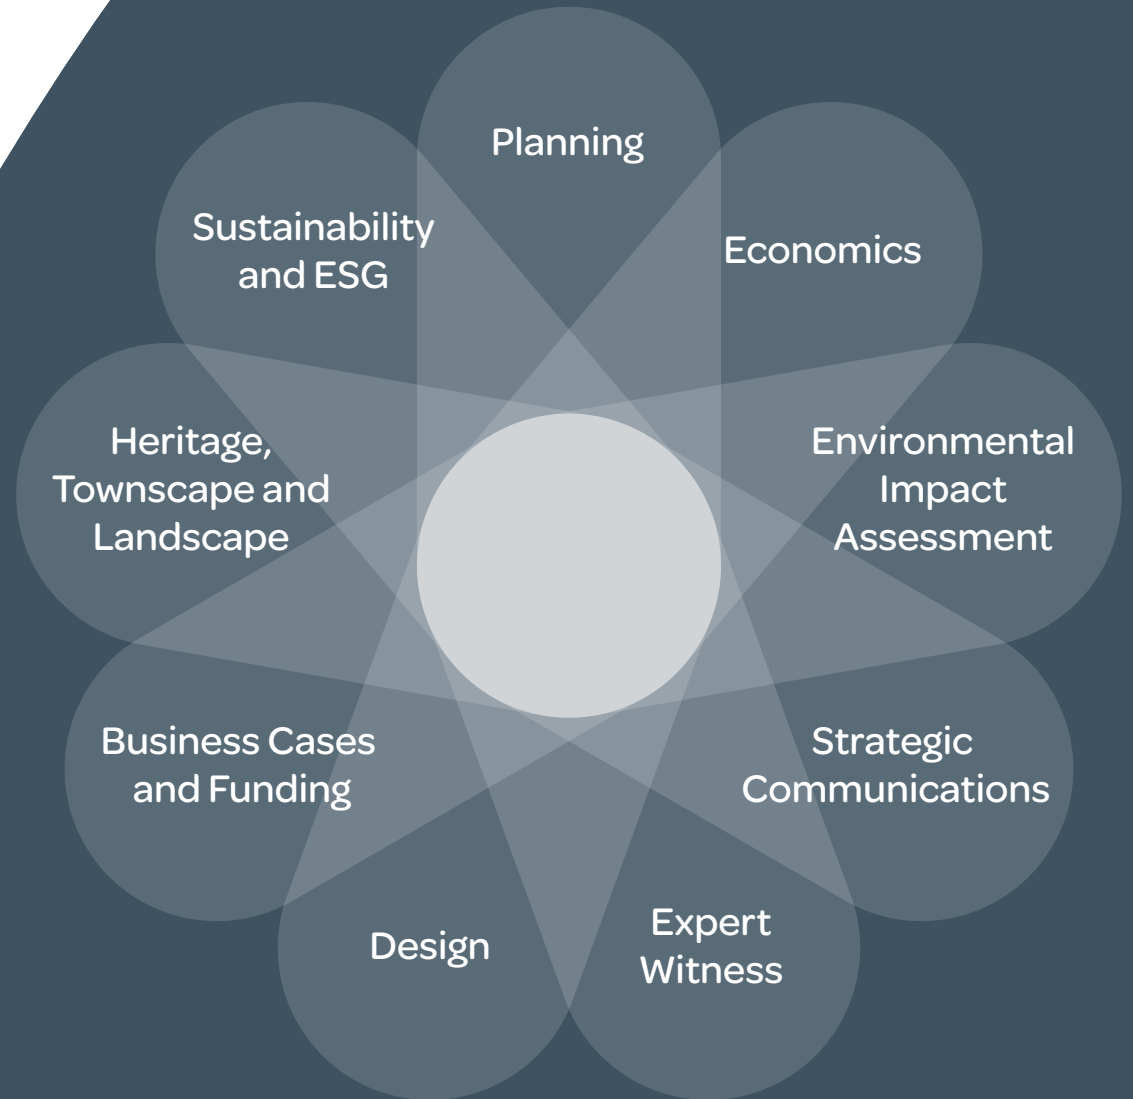 Planning
Economics
Environmental
Impact
Assessment
Strategic
Communications
Expert
Witness
Design
Business Cases
and Funding
Heritage,
Townscape and
Landscape
Sustainability
and ESG